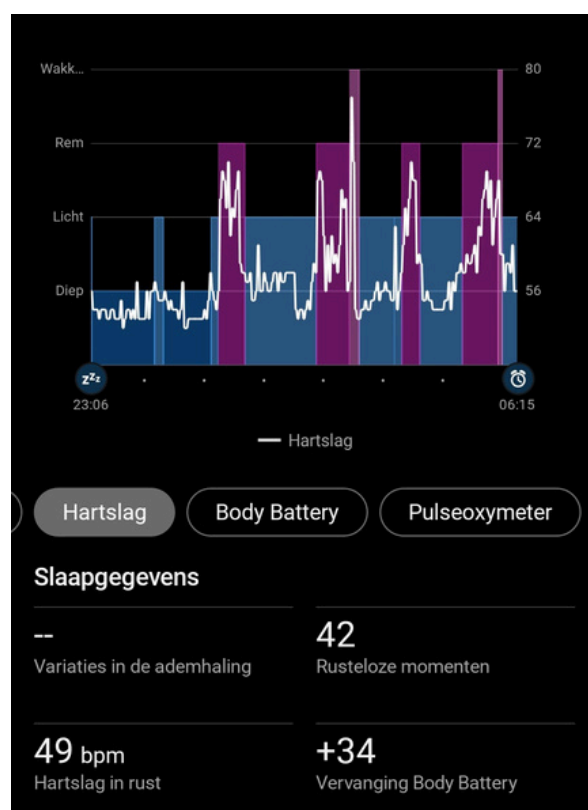 Wakk... 80
Rem 72
Licht 64
Diep 56
zZz
23:06 06:15
Hartslag
Hartslag Body Battery Pulseoxymeter
Slaapgegevens
-- 42
Variaties in de ademhaling Rusteloze momenten
49 bpm +34
Hartslag in rust Vervanging Body Battery